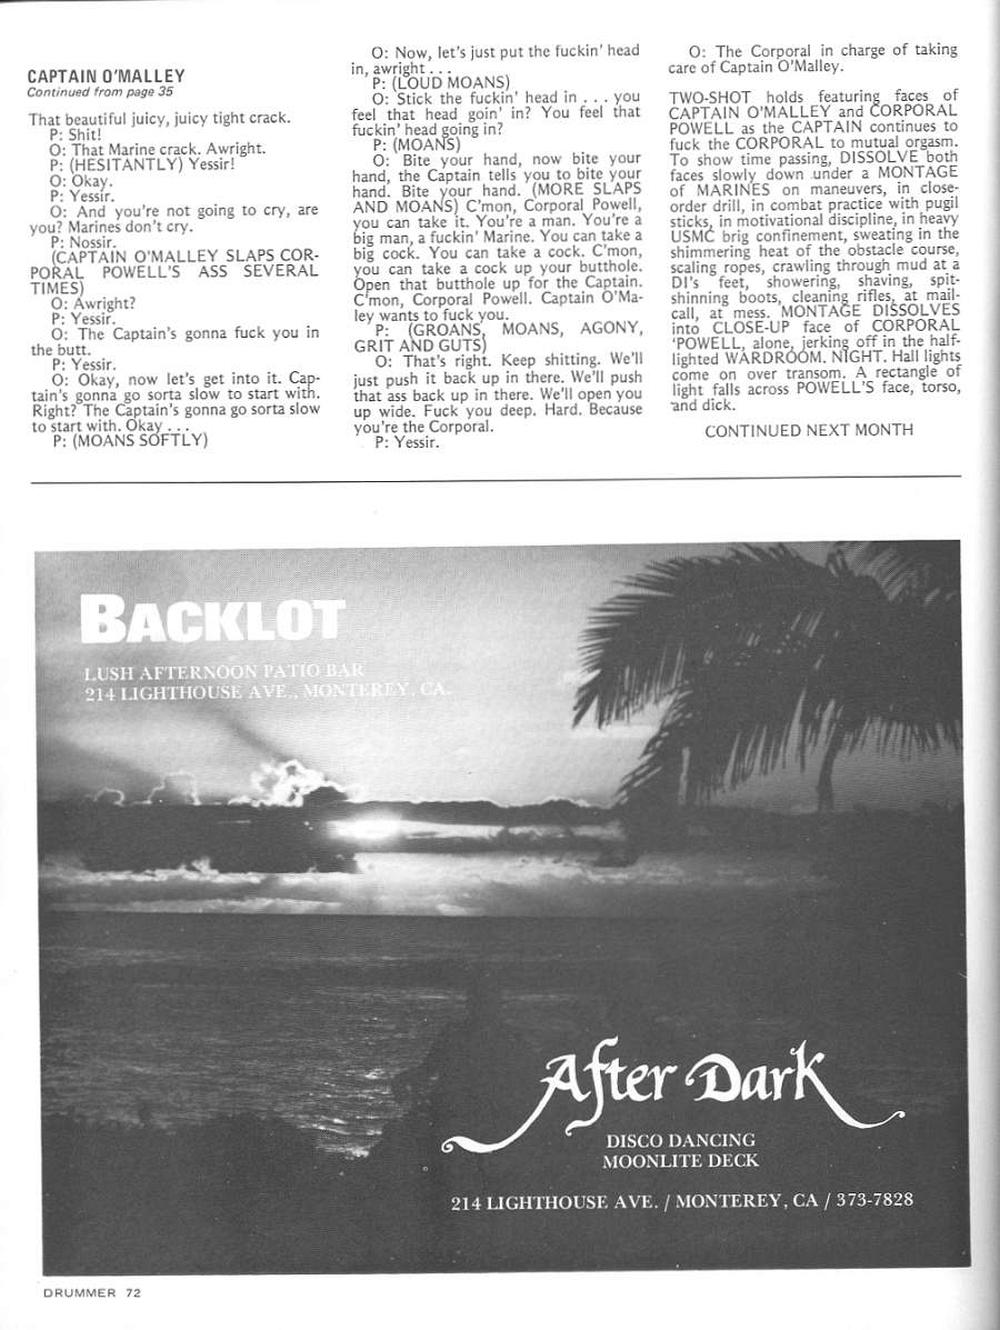 CAPTAIN O'MALLEY
Continued from page 35
That beautiful juicy, juicy tight crack.
P: Shit!
O: That Marine crack. Awright.
P: (HESITANTLY) Yessir!
O: Okay.
P: Yessir.
O: And you're not going to cry, are
you? Marines don't cry.
P: Nossir.
(CAPTAIN O'MALLEY SLAPS COR-
PORAL POWELL'S ASS SEVERAL
TIMES)
O: Awright?
P: Yessir.
O: The Captain's gonna fuck you in
the butt.
P: Yessir.
O: Okay, now let's get into it. Cap-
tain's gonna go sorta slow to start with.
Right? The Captain's gonna go sorta slow
to start with. Okay . . .
P: (MOANS SOFTLY)
O: Now, let's just put the fuckin' head
in, awright . . .
P: (LOUD MOANS)
O: Stick the fuckin' head in . . . you
feel that head goin' in? You feel that
fuckin' head going in?
P: (MOANS)
O: Bite your hand, now bite your
hand, the Captain tells you to bite your
hand. Bite your hand. (MORE SLAPS
AND MOANS) C'mon, Corporal Powell,
you can take it. You're a man. You're a
big man, a fuckin' Marine. You can take a
big cock. You can take a cock. C'mon,
you can take a cock up your butthole.
Open that butthole up for the Captain.
C'mon, Corporal Powell. Captain O'Ma-
ley wants to fuck you.
P: (GROANS, MOANS, AGONY,
GRIT AND GUTS)
O: That's right. Keep shitting. We'll
just push it back up in there. We'll push
that ass back up in there. We'll open you
up wide. Fuck you deep. Hard. Because
you're the Corporal.
P: Yessir.
O: The Corporal in charge of taking
care of Captain O'Malley.
TWO-SHOT holds featuring faces of
CAPTAIN O'MALLEY and CORPORAL
POWELL as the CAPTAIN continues to
fuck the CORPORAL to mutual orgasm.
To show time passing, DISSOLVE both
faces slowly down under a MONTAGE
of MARINES on maneuvers, in close-
order drill, in combat practice with pugil
sticks, in motivational discipline, in heavy
USMC brig confinement, sweating in the
shimmering heat of the obstacle course,
scaling ropes, crawling through mud at a
DI's feet, showering, shaving, spit-
shinning boots, cleaning rifles, at mail-
call, at mess. MONTAGE DISSOLVES
into CLOSE-UP face of CORPORAL
'POWELL, alone, jerking off in the half-
lighted WARDROOM. NIGHT. Hall lights
come on over transom. A rectangle of
light falls across POWELL'S face, torso,
and dick.
CONTINUED NEXT MONTH
BACKLOT
LUSH AFTERNOON PATIO BAR
214 LIGHTHOUSE AVE., MONTEREY, CA.
After Dark
DISCO DANCING
MOONLITE DECK
214 LIGHTHOUSE AVE. / MONTEREY, CA / 373-7828
DRUMMER 72